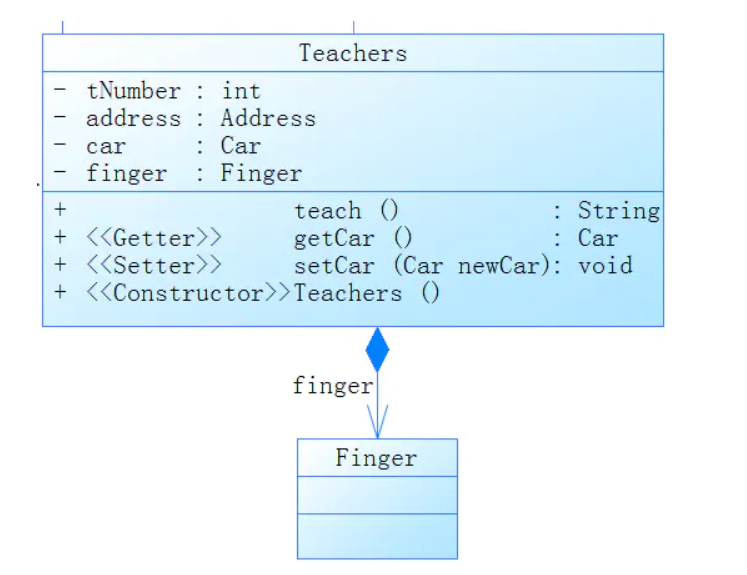 Teachers
- tNumber : int
- address : Address
- car : Car
- finger : Finger
+ teach () : String
+ <<Getter>> getCar () : Car
+ <<Setter>> setCar (Car newCar): void
+ <<Constructor>>Teachers ()
finger
Finger